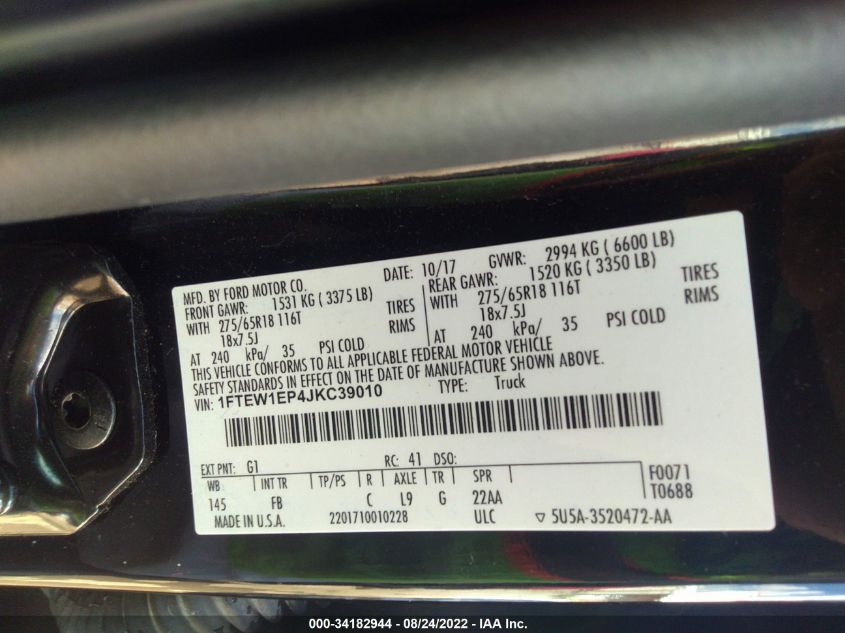 MFD. BY FORD MOTOR CO. DATE: 10/17 GVWR: 2994 KG ( 6600 LB)
FRONT GAWR: 1531 KG ( 3375 LB) REAR GAWR: 1520 KG ( 3350 LB)
WITH 275/65R18 116T TIRES WITH 275/65R18 116T TIRES
18x7.5J RIMS 18x7.5J RIMS
AT 240 kPa/ 35 PSI COLD AT 240 kPa/ 35 PSI COLD
THIS VEHICLE CONFORMS TO ALL APPLICABLE FEDERAL MOTOR VEHICLE
SAFETY STANDARDS IN EFFECT ON THE DATE OF MANUFACTURE SHOWN ABOVE.
VIN: 1FTEW1EP4JKC39010 TYPE: Truck
EXT PNT: G1 RC: 41 DSO:
WB INT TR TP/PS R AXLE TR SPR F0071
145 FB C L9 G 22AA T0688
MADE IN U.S.A. 2201710010228 ULC ▽ 5U5A-3520472-AA
000-34182944 - 08/24/2022 - IAA Inc.